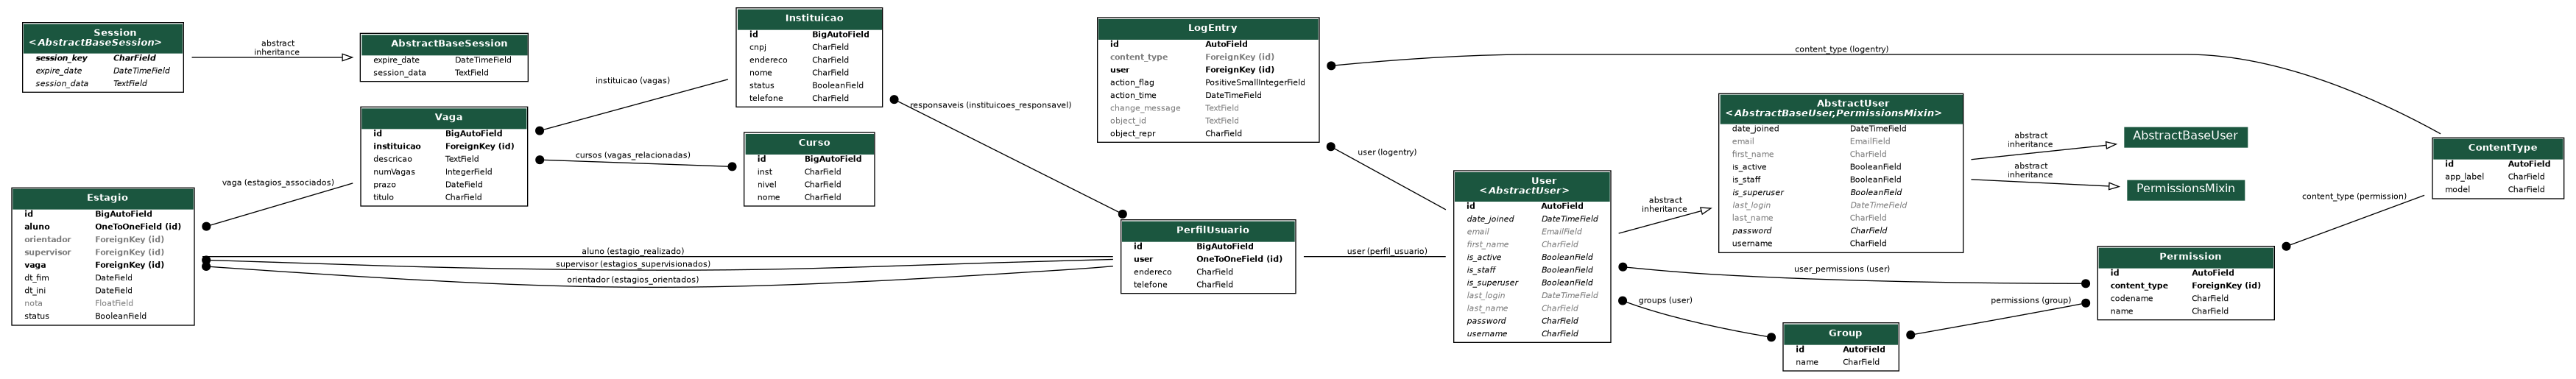 Session
<AbstractBaseSession>
session_key CharField
expire_date DateTimeField
session_data TextField
abstract
inheritance
AbstractBaseSession
expire_date DateTimeField
session_data TextField
Instituicao
id BigAutoField
cnpj CharField
endereco CharField
nome CharField
status BooleanField
telefone CharField
instituicao (vagas)
responsaveis (instituicoes_responsavel)
Vaga
id BigAutoField
instituicao ForeignKey (id)
descricao TextField
numVagas IntegerField
prazo DateField
titulo CharField
cursos (vagas_relacionadas)
Curso
id BigAutoField
inst CharField
nivel CharField
nome CharField
vaga (estagios_associados)
Estagio
id BigAutoField
aluno OneToOneField (id)
orientador ForeignKey (id)
supervisor ForeignKey (id)
vaga ForeignKey (id)
dt_fim DateField
dt_ini DateField
nota FloatField
status BooleanField
aluno (estagio_realizado)
supervisor (estagios_supervisionados)
orientador (estagios_orientados)
PerfilUsuario
id BigAutoField
user OneToOneField (id)
endereco CharField
telefone CharField
user (perfil_usuario)
LogEntry
id AutoField
content_type ForeignKey (id)
user ForeignKey (id)
action_flag PositiveSmallIntegerField
action_time DateTimeField
change_message TextField
object_id TextField
object_repr CharField
content_type (logentry)
user (logentry)
User
<AbstractUser>
id AutoField
date_joined DateTimeField
email EmailField
first_name CharField
is_active BooleanField
is_staff BooleanField
is_superuser BooleanField
last_login DateTimeField
last_name CharField
password CharField
username CharField
abstract
inheritance
AbstractUser
<AbstractBaseUser,PermissionsMixin>
date_joined DateTimeField
email EmailField
first_name CharField
is_active BooleanField
is_staff BooleanField
is_superuser BooleanField
last_login DateTimeField
last_name CharField
password CharField
username CharField
abstract
inheritance
AbstractBaseUser
abstract
inheritance
PermissionsMixin
user_permissions (user)
groups (user)
permissions (group)
Group
id AutoField
name CharField
Permission
id AutoField
content_type ForeignKey (id)
codename CharField
name CharField
content_type (permission)
ContentType
id AutoField
app_label CharField
model CharField